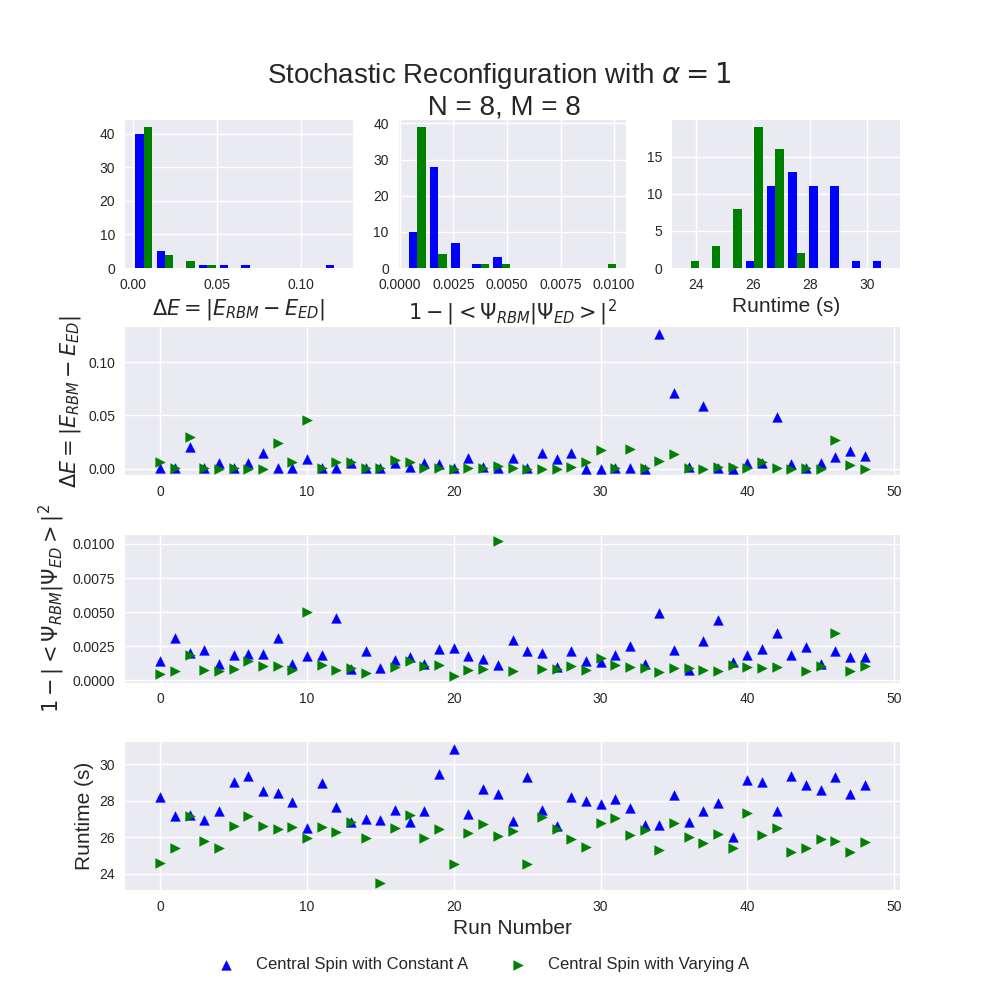 Stochastic Reconfiguration with α = 1
N = 8, M = 8
40
30
20
10
0
0.00 0.05 0.10
ΔE = |E_RBM − E_ED|
40
30
20
10
0
0.0000 0.0025 0.0050 0.0075 0.0100
1 − | < Ψ_RBM|Ψ_ED > |²
15
10
5
0
24 26 28 30
Runtime (s)
ΔE = |E_RBM − E_ED|
0.10
0.05
0.00
0 10 20 30 40 50
1 − | < Ψ_RBM|Ψ_ED > |²
0.0100
0.0075
0.0050
0.0025
0.0000
0 10 20 30 40 50
Runtime (s)
30
28
26
24
0 10 20 30 40 50
Run Number
Central Spin with Constant A Central Spin with Varying A